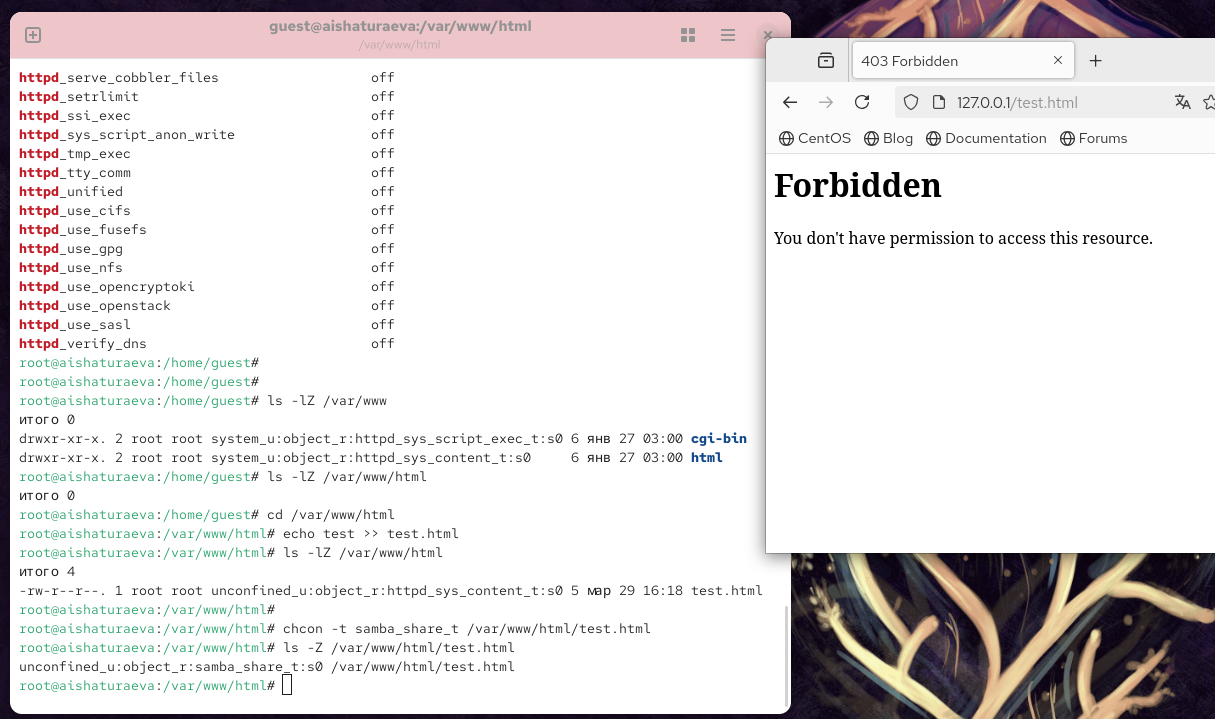 guest@aishaturaeva:/var/www/html
/var/www/html
httpd_serve_cobbler_files off
httpd_setrlimit off
httpd_ssi_exec off
httpd_sys_script_anon_write off
httpd_tmp_exec off
httpd_tty_comm off
httpd_unified off
httpd_use_cifs off
httpd_use_fusefs off
httpd_use_gpg off
httpd_use_nfs off
httpd_use_opencryptoki off
httpd_use_openstack off
httpd_use_sasl off
httpd_verify_dns off
root@aishaturaeva:/home/guest#
root@aishaturaeva:/home/guest#
root@aishaturaeva:/home/guest# ls -lZ /var/www
итого 0
drwxr-xr-x. 2 root root system_u:object_r:httpd_sys_script_exec_t:s0 6 янв 27 03:00 cgi-bin
drwxr-xr-x. 2 root root system_u:object_r:httpd_sys_content_t:s0 6 янв 27 03:00 html
root@aishaturaeva:/home/guest# ls -lZ /var/www/html
итого 0
root@aishaturaeva:/home/guest# cd /var/www/html
root@aishaturaeva:/var/www/html# echo test >> test.html
root@aishaturaeva:/var/www/html# ls -lZ /var/www/html
итого 4
-rw-r--r--. 1 root root unconfined_u:object_r:httpd_sys_content_t:s0 5 мар 29 16:18 test.html
root@aishaturaeva:/var/www/html#
root@aishaturaeva:/var/www/html# chcon -t samba_share_t /var/www/html/test.html
root@aishaturaeva:/var/www/html# ls -Z /var/www/html/test.html
unconfined_u:object_r:samba_share_t:s0 /var/www/html/test.html
root@aishaturaeva:/var/www/html#
403 Forbidden
127.0.0.1/test.html
CentOS Blog Documentation Forums
Forbidden
You don't have permission to access this resource.